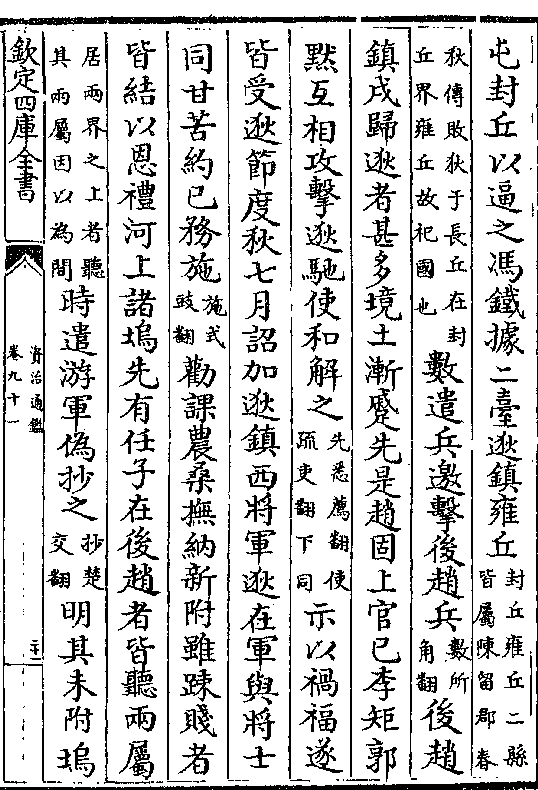 屯封丘以逼之馮鐵據二臺逖鎮雍丘封丘雍丘二縣
皆屬陳留郡春
秋傳敗狄于長丘在封
丘界雍丘故杞國也數遣兵邀擊後趙兵數所
角翻後趙
鎮戍歸逖者甚多境土漸蹙先是趙固上官巳李矩郭
默互相攻擊逖馳使和解之先悉薦翻使
疏吏翻下同示以禍福遂
皆受逖節度秋七月詔加逖鎮西將軍逖在軍與將士
同甘苦約已務施施式
豉翻勸課農桑撫納新附雖踈賤者
皆結以恩禮河上諸塢先有任子在後趙者皆聽兩屬
居兩界之上者聽
其兩屬因以為間時遣游軍偽抄之抄楚
交翻明其未附塢
欽定四庫全書
資治通鑑
卷九十一